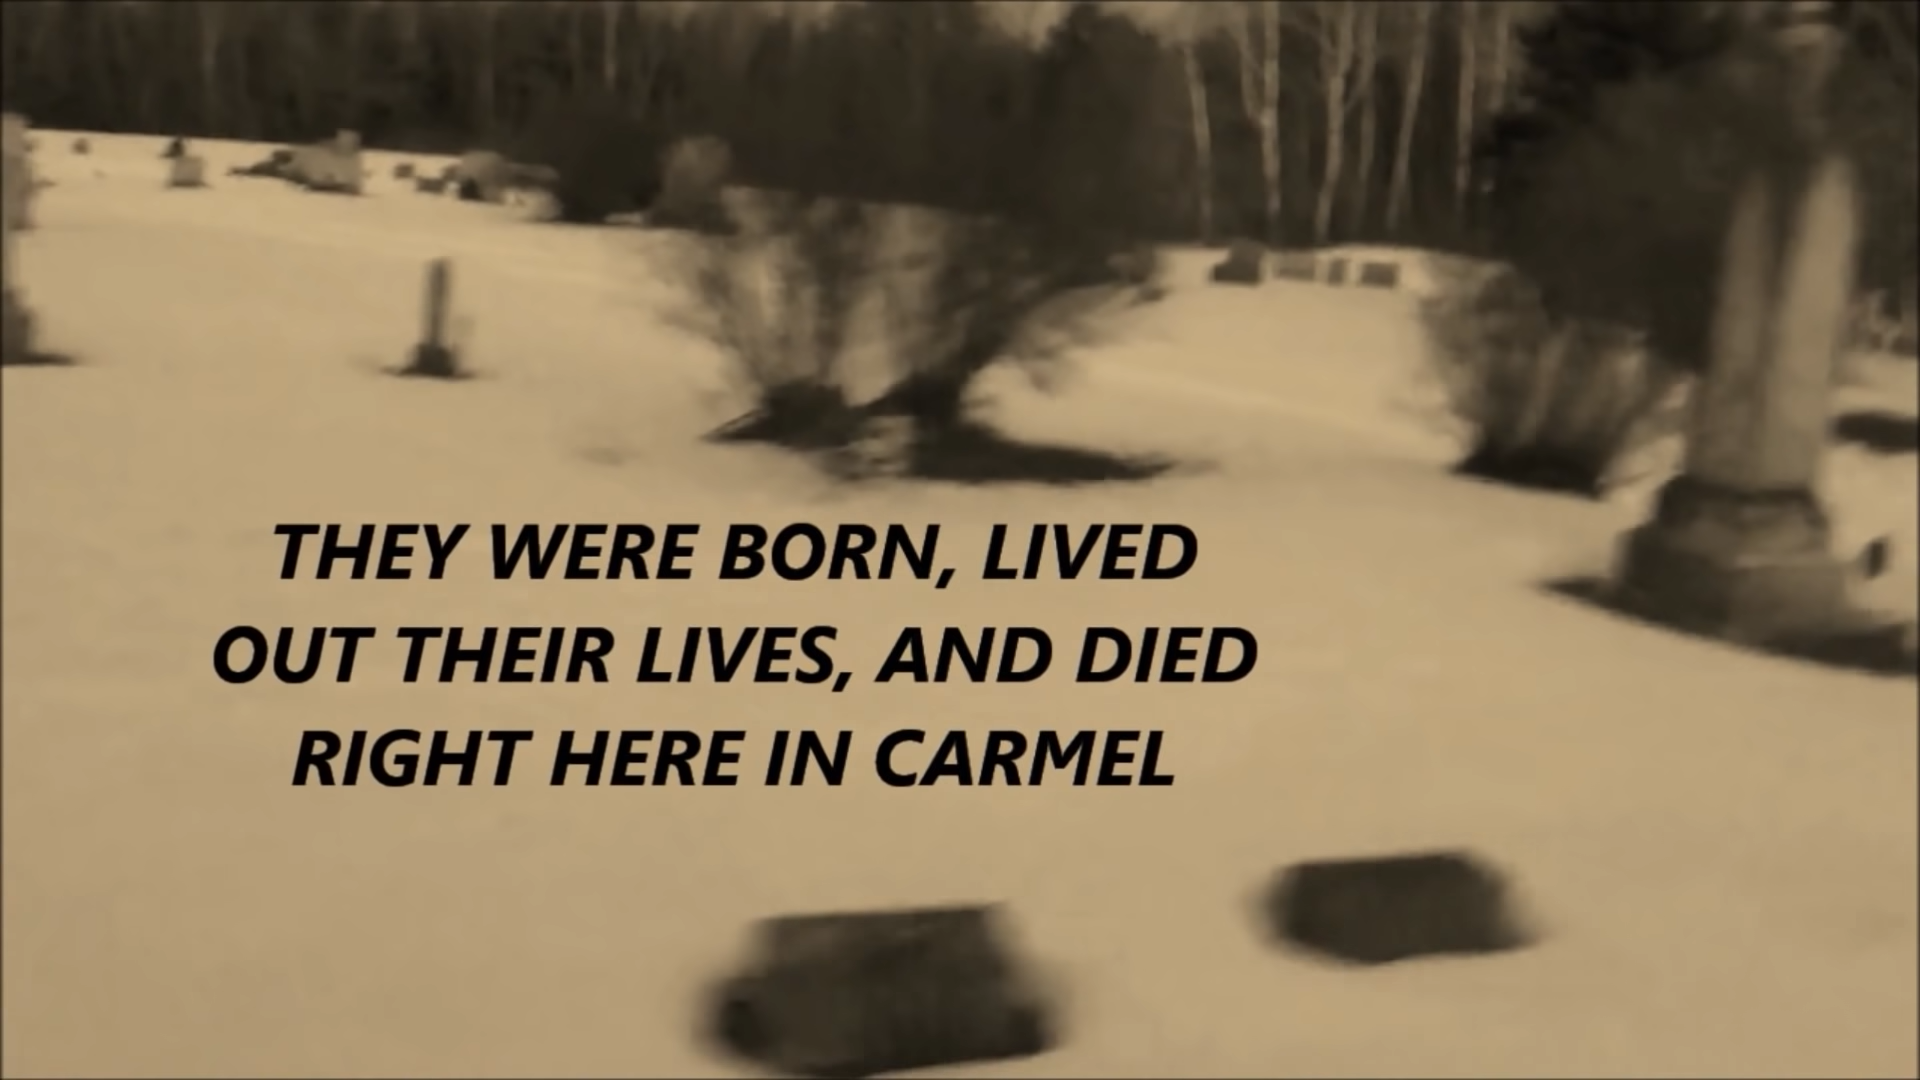 THEY WERE BORN, LIVED
OUT THEIR LIVES, AND DIED
RIGHT HERE IN CARMEL